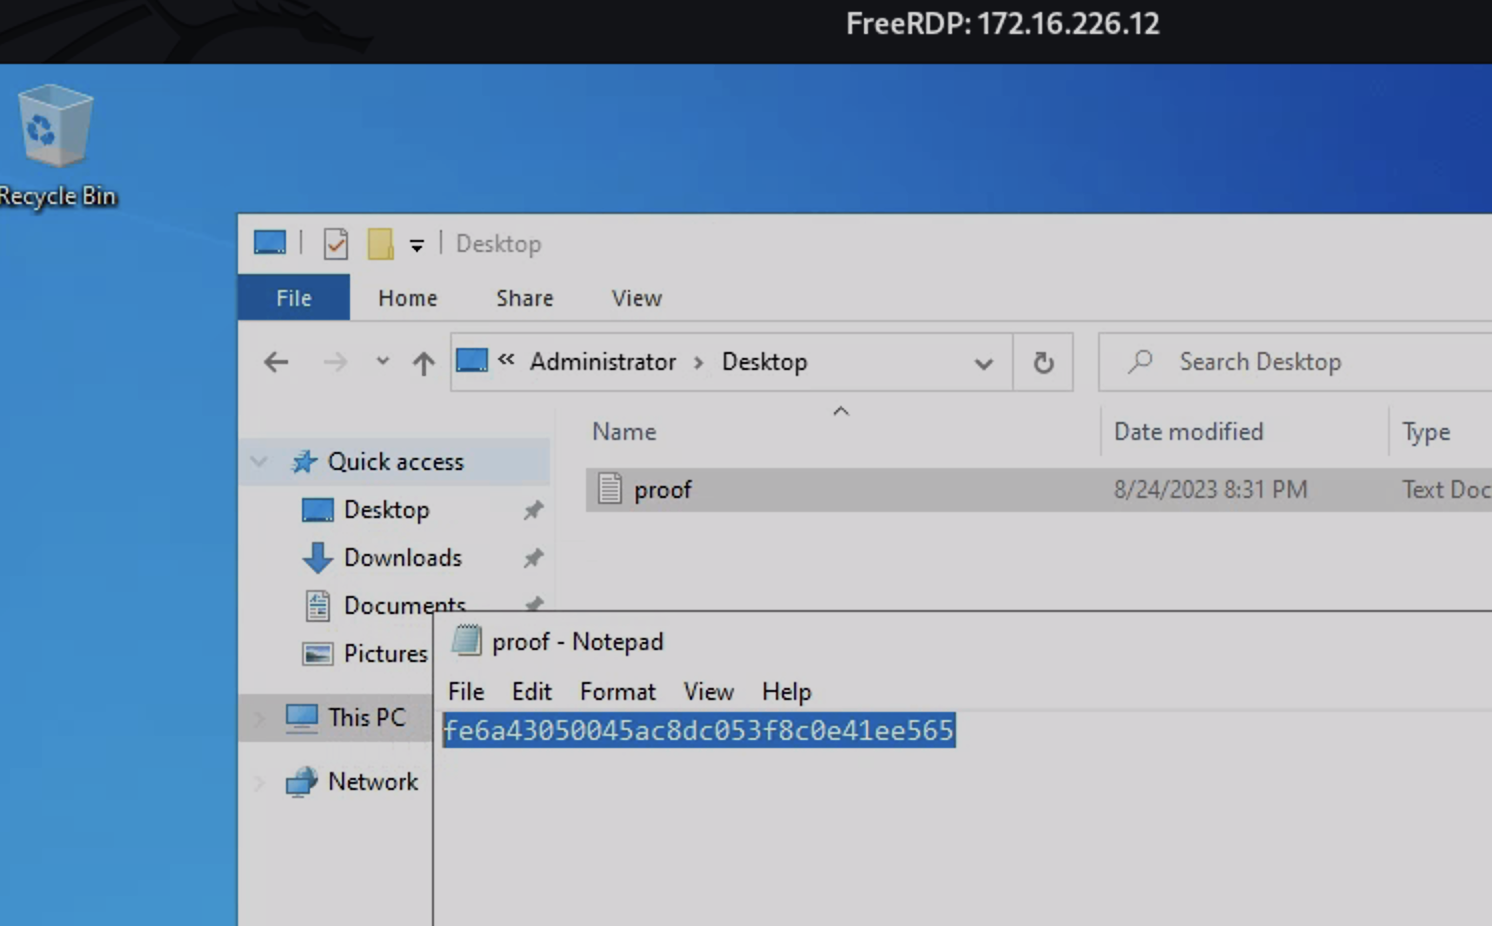 FreeRDP: 172.16.226.12
Recycle Bin
Desktop
File Home Share View
« Administrator › Desktop
Search Desktop
Name Date modified Type
Quick access
proof 8/24/2023 8:31 PM Text Doc
Desktop
Downloads
Documents
Pictures
This PC
Network
proof - Notepad
File Edit Format View Help
fe6a43050045ac8dc053f8c0e41ee565